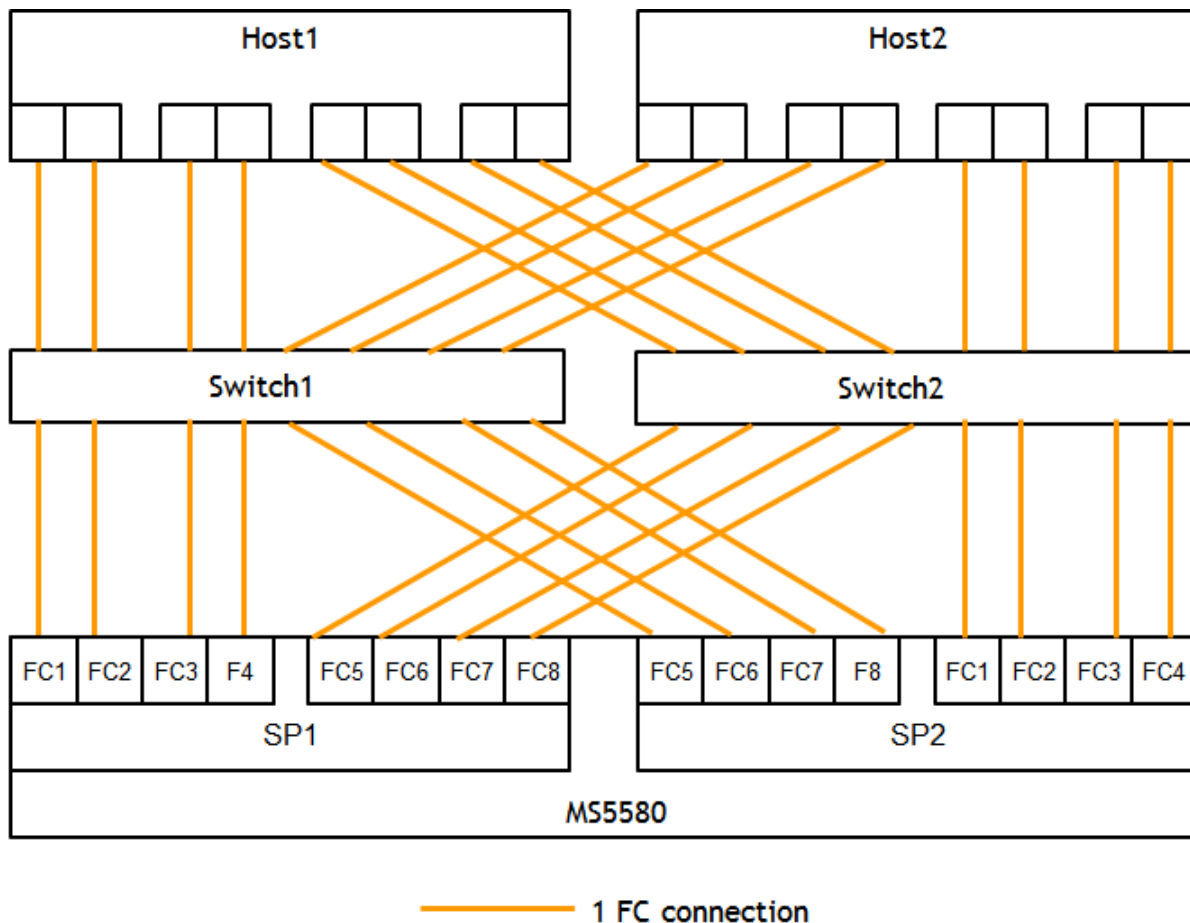 Host1
Host2
Switch1
Switch2
FC1 FC2 FC3 F4 FC5 FC6 FC7 FC8
FC5 FC6 FC7 F8 FC1 FC2 FC3 FC4
SP1
SP2
MS5580
1 FC connection